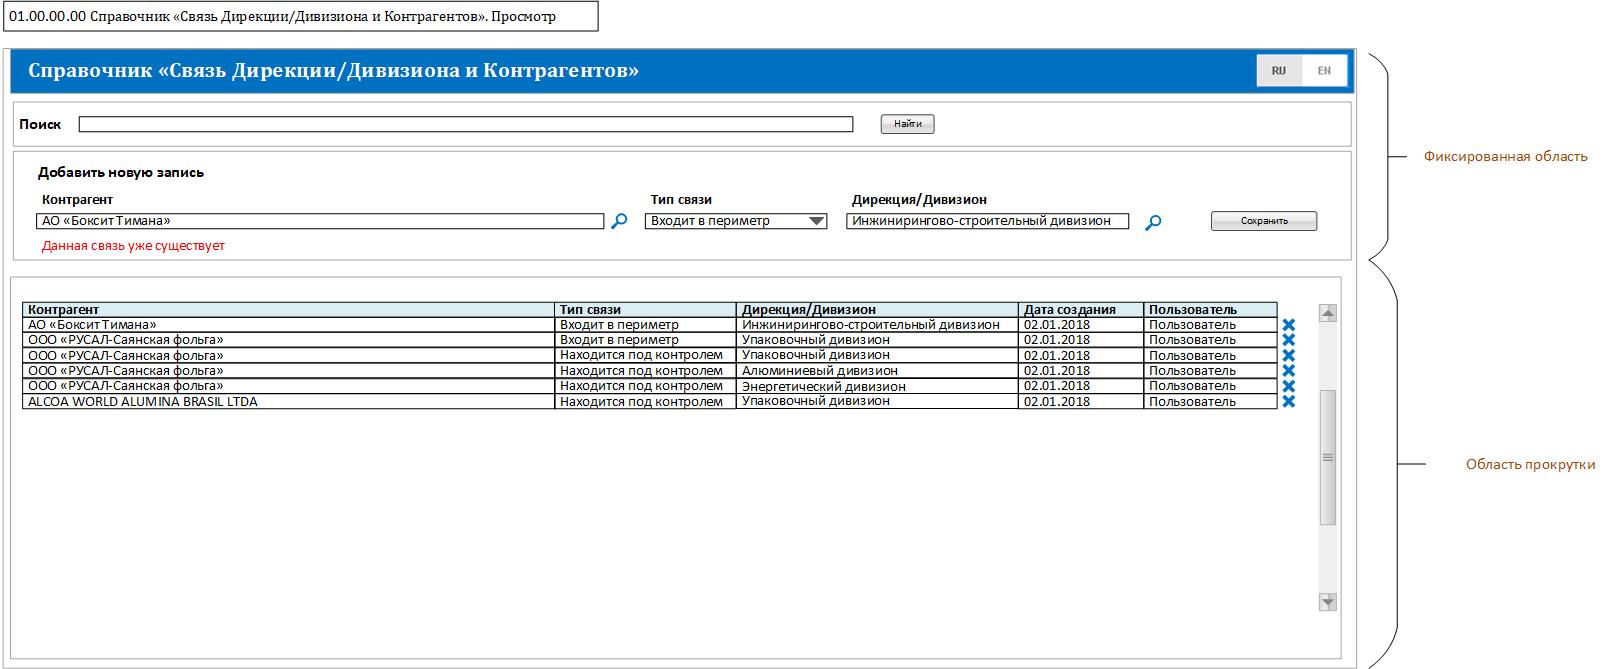 01.00.00.00 Справочник «Связь Дирекции/Дивизиона и Контрагентов». Просмотр
Справочник «Связь Дирекции/Дивизиона и Контрагентов»
RU EN
Поиск Найти
Фиксированная область
Добавить новую запись
Контрагент Тип связи Дирекция/Дивизион
АО «Боксит Тимана» Входит в периметр Инжинирингово-строительный дивизион Сохранить
Данная связь уже существует
Контрагент Тип связи Дирекция/Дивизион Дата создания Пользователь
АО «Боксит Тимана» Входит в периметр Инжинирингово-строительный дивизион 02.01.2018 Пользователь
ООО «РУСАЛ-Саянская фольга» Входит в периметр Упаковочный дивизион 02.01.2018 Пользователь
ООО «РУСАЛ-Саянская фольга» Находится под контролем Упаковочный дивизион 02.01.2018 Пользователь
ООО «РУСАЛ-Саянская фольга» Находится под контролем Алюминиевый дивизион 02.01.2018 Пользователь
ООО «РУСАЛ-Саянская фольга» Находится под контролем Энергетический дивизион 02.01.2018 Пользователь
ALCOA WORLD ALUMINA BRASIL LTDA Находится под контролем Упаковочный дивизион 02.01.2018 Пользователь
Область прокрутки